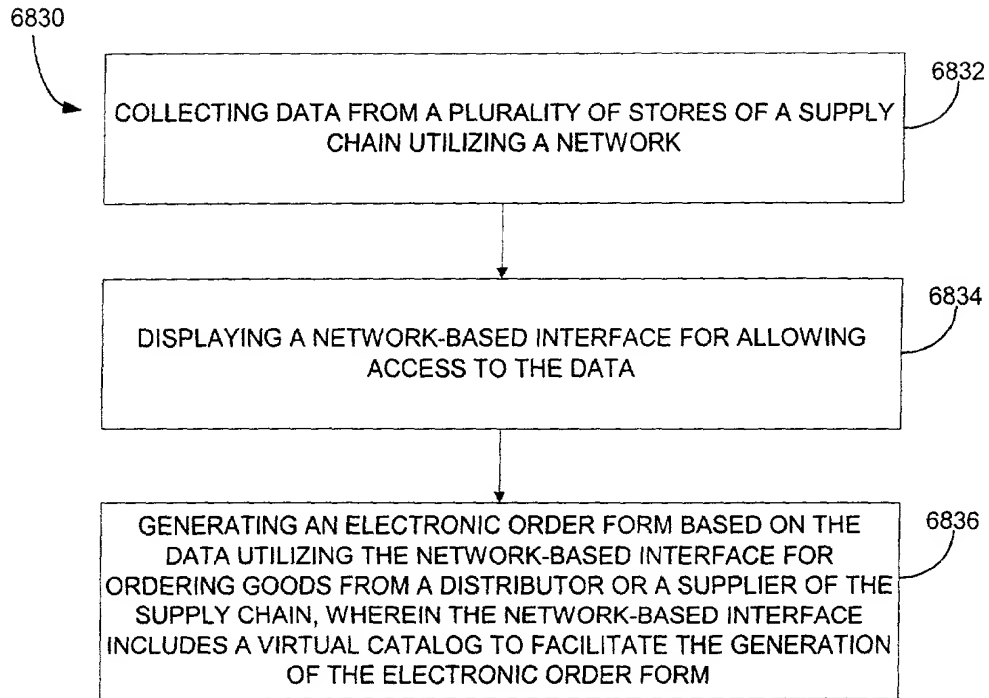 6830
6832
COLLECTING DATA FROM A PLURALITY OF STORES OF A SUPPLY
CHAIN UTILIZING A NETWORK
6834
DISPLAYING A NETWORK-BASED INTERFACE FOR ALLOWING
ACCESS TO THE DATA
6836
GENERATING AN ELECTRONIC ORDER FORM BASED ON THE
DATA UTILIZING THE NETWORK-BASED INTERFACE FOR
ORDERING GOODS FROM A DISTRIBUTOR OR A SUPPLIER OF THE
SUPPLY CHAIN, WHEREIN THE NETWORK-BASED INTERFACE
INCLUDES A VIRTUAL CATALOG TO FACILITATE THE GENERATION
OF THE ELECTRONIC ORDER FORM